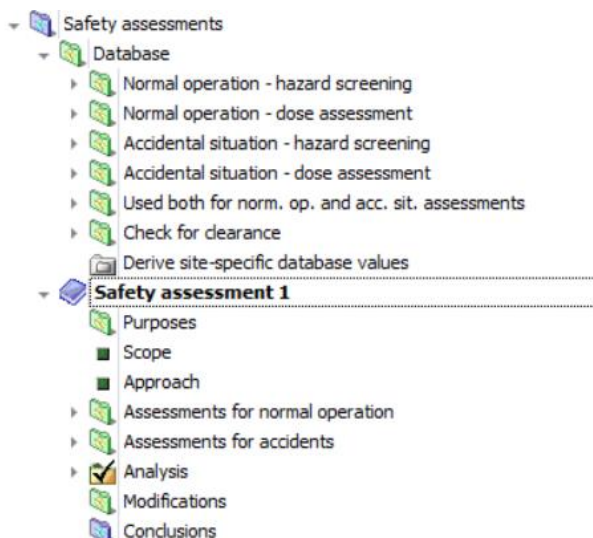 Safety assessments
Database
Normal operation - hazard screening
Normal operation - dose assessment
Accidental situation - hazard screening
Accidental situation - dose assessment
Used both for norm. op. and acc. sit. assessments
Check for clearance
Derive site-specific database values
Safety assessment 1
Purposes
Scope
Approach
Assessments for normal operation
Assessments for accidents
Analysis
Modifications
Conclusions